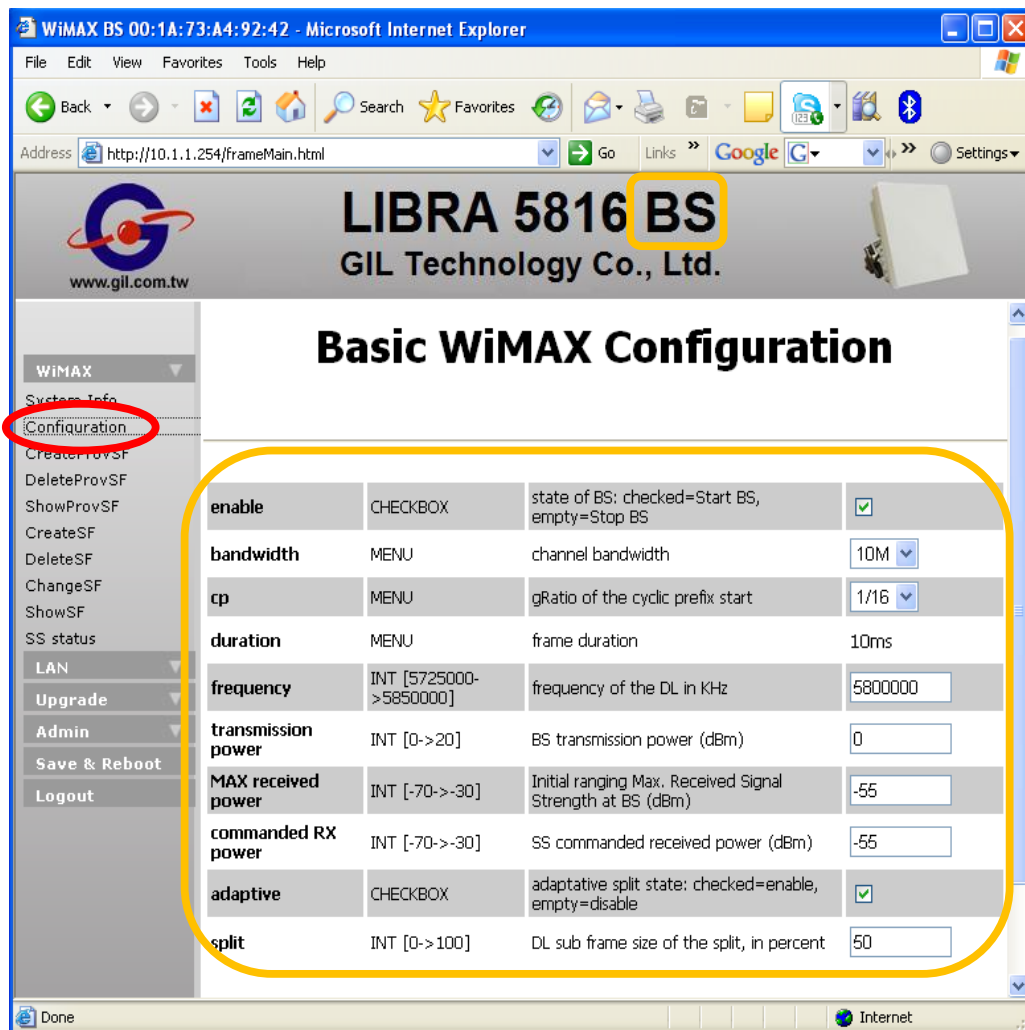 WiMAX BS 00:1A:73:A4:92:42 - Microsoft Internet Explorer
File Edit View Favorites Tools Help
Back Search Favorites
Address http://10.1.1.254/frameMain.html Go Links » Google G » Settings
LIBRA 5816 BS
GIL Technology Co., Ltd.
www.gil.com.tw
Basic WiMAX Configuration
WiMAX
System Info
Configuration
CreateProvSF
DeleteProvSF
ShowProvSF
CreateSF
DeleteSF
ChangeSF
ShowSF
SS status
LAN
Upgrade
Admin
Save & Reboot
Logout
enable CHECKBOX state of BS: checked=Start BS,
empty=Stop BS
bandwidth MENU channel bandwidth 10M
cp MENU gRatio of the cyclic prefix start 1/16
duration MENU frame duration 10ms
frequency INT [5725000-
>5850000] frequency of the DL in KHz 5800000
transmission
power INT [0->20] BS transmission power (dBm) 0
MAX received
power INT [-70->-30] Initial ranging Max. Received Signal
Strength at BS (dBm) -55
commanded RX
power INT [-70->-30] SS commanded received power (dBm) -55
adaptive CHECKBOX adaptative split state: checked=enable,
empty=disable
split INT [0->100] DL sub frame size of the split, in percent 50
Done Internet